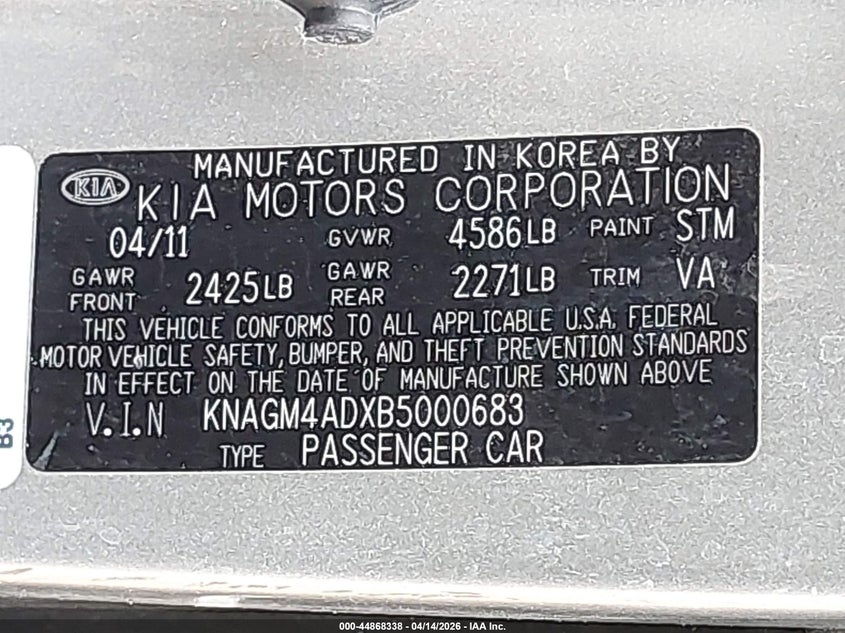 MANUFACTURED IN KOREA BY
KIA KIA MOTORS CORPORATION
04/11 GVWR 4586LB PAINT STM
GAWR FRONT 2425LB GAWR REAR 2271LB TRIM VA
THIS VEHICLE CONFORMS TO ALL APPLICABLE U.S.A. FEDERAL
MOTOR VEHICLE SAFETY, BUMPER, AND THEFT PREVENTION STANDARDS
IN EFFECT ON THE DATE OF MANUFACTURE SHOWN ABOVE
V.I.N KNAGM4ADXB5000683
TYPE PASSENGER CAR
B3
000-44868338 - 04/14/2026 - IAA Inc.